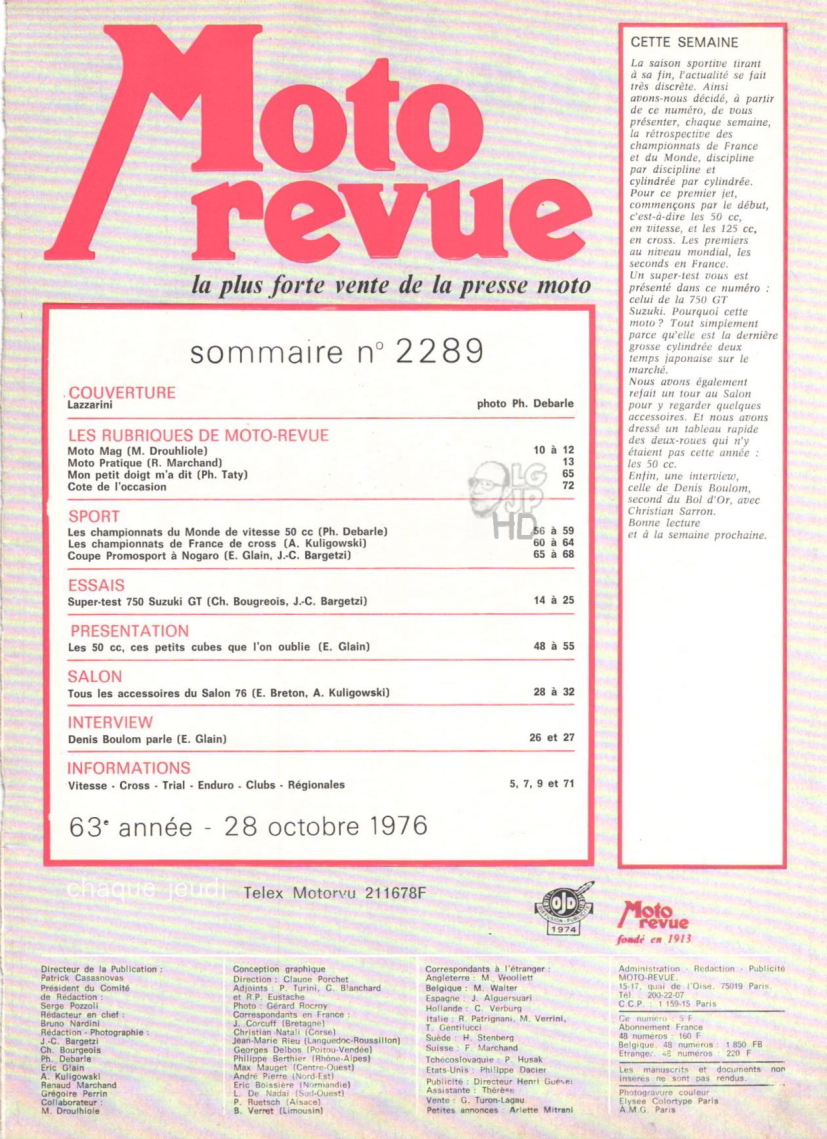 Moto
revue
la plus forte vente de la presse moto
sommaire n° 2289
COUVERTURE
Lazzarini photo Ph. Debarle
LES RUBRIQUES DE MOTO-REVUE
Moto Mag (M. Drouhliole) 10 à 12
Moto Pratique (R. Marchand) 13
Mon petit doigt m'a dit (Ph. Taty) 65
Cote de l'occasion 72
LG
JP
HD
SPORT
Les championnats du Monde de vitesse 50 cc (Ph. Debarle) 56 à 59
Les championnats de France de cross (A. Kuligowski) 60 à 64
Coupe Promosport à Nogaro (E. Glain, J.-C. Bargetzi) 65 à 68
ESSAIS
Super-test 750 Suzuki GT (Ch. Bougreois, J.-C. Bargetzi) 14 à 25
PRESENTATION
Les 50 cc, ces petits cubes que l'on oublie (E. Glain) 48 à 55
SALON
Tous les accessoires du Salon 76 (E. Breton, A. Kuligowski) 28 à 32
INTERVIEW
Denis Boulom parle (E. Glain) 26 et 27
INFORMATIONS
Vitesse - Cross - Trial - Enduro - Clubs - Régionales 5, 7, 9 et 71
63e année - 28 octobre 1976
CETTE SEMAINE
La saison sportive tirant
à sa fin, l'actualité se fait
très discrète. Ainsi
avons-nous décidé, à partir
de ce numéro, de vous
présenter, chaque semaine,
la rétrospective des
championnats de France
et du Monde, discipline
par discipline et
cylindrée par cylindrée.
Pour ce premier jet,
commençons par le début,
c'est-à-dire les 50 cc,
en vitesse, et les 125 cc,
en cross. Les premiers
au niveau mondial, les
seconds en France.
Un super-test vous est
présenté dans ce numéro :
celui de la 750 GT
Suzuki. Pourquoi cette
moto ? Tout simplement
parce qu'elle est la dernière
grosse cylindrée deux
temps japonaise sur le
marché.
Nous avons également
refait un tour au Salon
pour y regarder quelques
accessoires. Et nous avons
dressé un tableau rapide
des deux-roues qui n'y
étaient pas cette année :
les 50 cc.
Enfin, une interview,
celle de Denis Boulom,
second du Bol d'Or, avec
Christian Sarron.
Bonne lecture
et à la semaine prochaine.
chaque jeudi Telex Motorvu 211678F
OJD
1974
Moto
revue
fondé en 1913
Directeur de la Publication :
Patrick Casasnovas
Président du Comité
de Rédaction :
Serge Pozzoli
Rédacteur en chef :
Bruno Nardini
Rédaction - Photographie :
J.-C. Bargetzi
Ch. Bourgeois
Ph. Debarle
Eric Glain
A. Kuligowski
Renaud Marchand
Grégoire Perrin
Collaborateur :
M. Droulhiole
Conception graphique
Direction : Claune Porchet
Adjoints : P. Turini, C. Blanchard
et R.P. Eustache
Photo : Gérard Rocroy
Correspondants en France :
J. Corcuff (Bretagne)
Christian Natali (Corse)
Jean-Marie Rieu (Languedoc-Roussillon)
Georges Delbos (Poitou-Vendée)
Philippe Berthier (Rhône-Alpes)
Max Mauget (Centre-Ouest)
André Pierre (Nord-Est)
Eric Boissière (Normandie)
L. De Nadaï (Sud-Ouest)
P. Ruetsch (Alsace)
B. Verret (Limousin)
Correspondants à l'étranger :
Angleterre : M. Woollett
Belgique : M. Walter
Espagne : J. Alguersuari
Hollande : C. Verburg
Italie : R. Patrignani, M. Verrini,
T. Gentilucci
Suède : H. Stenberg
Suisse : F. Marchand
Tchécoslovaquie : P. Husak
Etats-Unis : Philippe Dacier
Publicité : Directeur Henri
Assistante : Thérèse
Vente : G. Turon-Lagau
Petites annonces : Arlette Mitrani
Administration - Rédaction - Publicité
MOTO-REVUE.
15-17, quai de l'Oise. 75019 Paris.
Tél. : 200-22-07
C.C.P. : 1 159-15 Paris
Ce numéro : 5 F
Abonnement France
48 numéros : 160 F
Belgique, 48 numéros : 1 850 FB
Etranger, 48 numéros : 220 F
Les manuscrits et documents non
insérés ne sont pas rendus.
Photogravure couleur
Elysée Colortype Paris
A.M.G. Paris